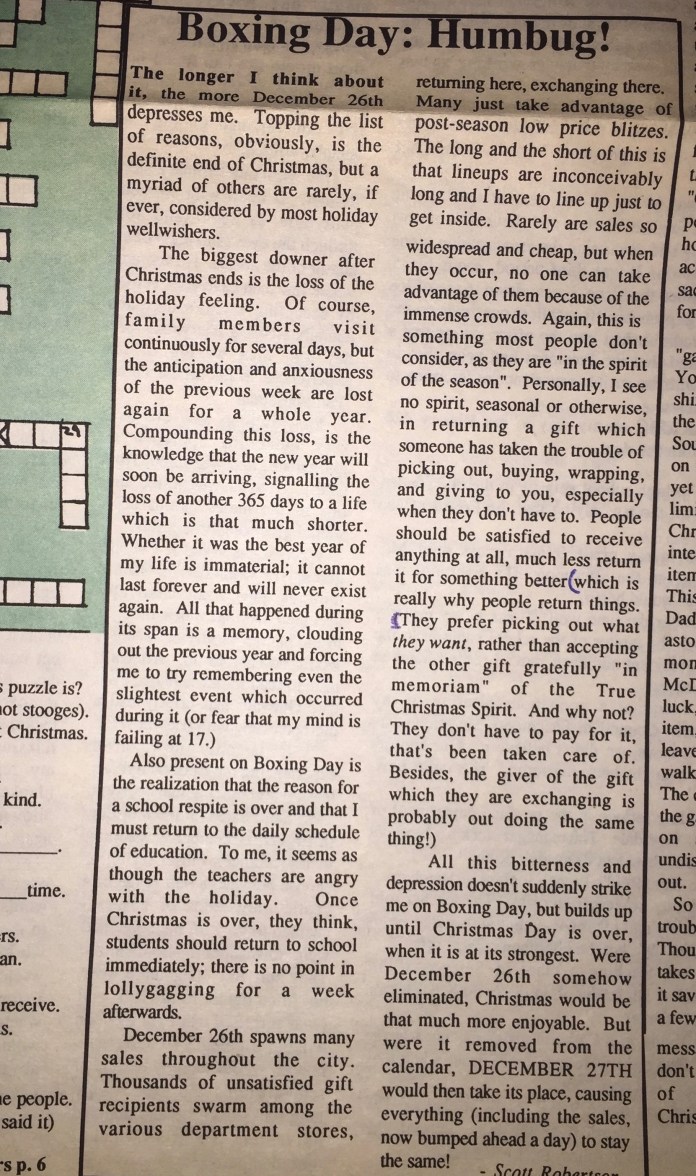 Boxing Day: Humbug!
The longer I think about
it, the more December 26th
depresses me. Topping the list
of reasons, obviously, is the
definite end of Christmas, but a
myriad of others are rarely, if
ever, considered by most holiday
wellwishers.
The biggest downer after
Christmas ends is the loss of the
holiday feeling. Of course,
family members visit
continuously for several days, but
the anticipation and anxiousness
of the previous week are lost
again for a whole year.
Compounding this loss, is the
knowledge that the new year will
soon be arriving, signalling the
loss of another 365 days to a life
which is that much shorter.
Whether it was the best year of
my life is immaterial; it cannot
last forever and will never exist
again. All that happened during
its span is a memory, clouding
out the previous year and forcing
me to try remembering even the
slightest event which occurred
during it (or fear that my mind is
failing at 17.)
Also present on Boxing Day is
the realization that the reason for
a school respite is over and that I
must return to the daily schedule
of education. To me, it seems as
though the teachers are angry
with the holiday. Once
Christmas is over, they think,
students should return to school
immediately; there is no point in
lollygagging for a week
afterwards.
December 26th spawns many
sales throughout the city.
Thousands of unsatisfied gift
recipients swarm among the
various department stores,
returning here, exchanging there.
Many just take advantage of
post-season low price blitzes.
The long and the short of this is
that lineups are inconceivably
long and I have to line up just to
get inside. Rarely are sales so
widespread and cheap, but when
they occur, no one can take
advantage of them because of the
immense crowds. Again, this is
something most people don't
consider, as they are "in the spirit
of the season". Personally, I see
no spirit, seasonal or otherwise,
in returning a gift which
someone has taken the trouble of
picking out, buying, wrapping,
and giving to you, especially
when they don't have to. People
should be satisfied to receive
anything at all, much less return
it for something better(which is
really why people return things.
(They prefer picking out what
they want, rather than accepting
the other gift gratefully "in
memoriam" of the True
Christmas Spirit. And why not?
They don't have to pay for it,
that's been taken care of.
Besides, the giver of the gift
which they are exchanging is
probably out doing the same
thing!)
All this bitterness and
depression doesn't suddenly strike
me on Boxing Day, but builds up
until Christmas Day is over,
when it is at its strongest. Were
December 26th somehow
eliminated, Christmas would be
that much more enjoyable. But
were it removed from the
calendar, DECEMBER 27TH
would then take its place, causing
everything (including the sales,
now bumped ahead a day) to stay
the same!
- Scott Robertson
29
puzzle is?
not stooges).
Christmas.
kind.
time.
receive.
people.
said it)
p. 6
on
yet
item
This
Dad
luck,
item
leave
walk
The
on
out.
So
takes
it sav
a few
don't
of